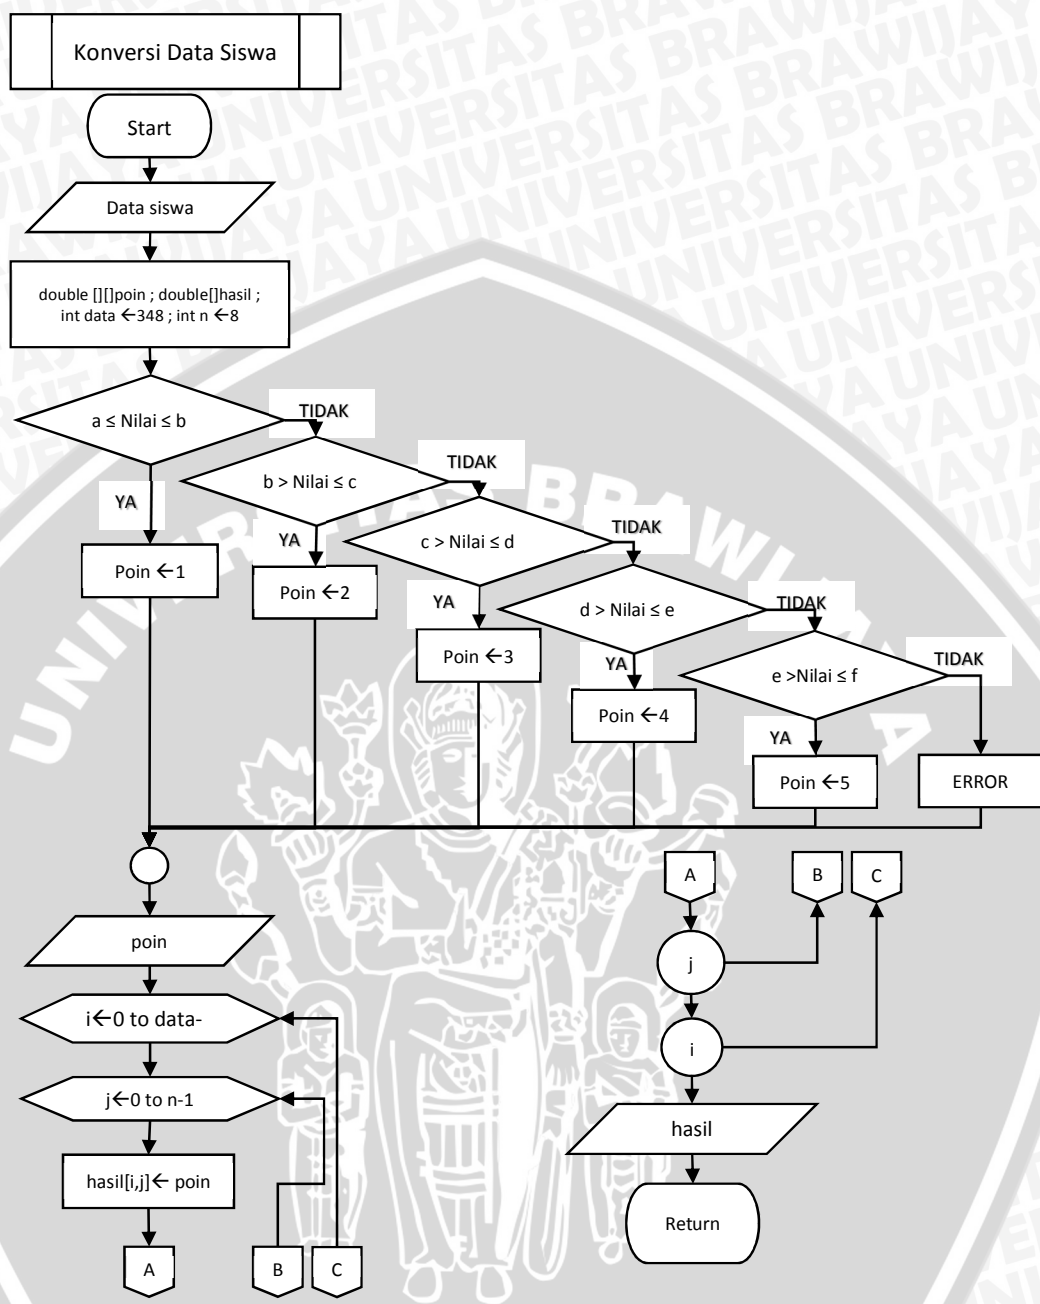 Konversi Data Siswa
Start
Data siswa
double [][]poin ; double[]hasil ;
int data ←348 ; int n ←8
a ≤ Nilai ≤ b
TIDAK
YA
Poin ←1
b > Nilai ≤ c
TIDAK
YA
Poin ←2
c > Nilai ≤ d
TIDAK
YA
Poin ←3
d > Nilai ≤ e
TIDAK
YA
Poin ←4
e >Nilai ≤ f
TIDAK
YA
Poin ←5
ERROR
poin
i←0 to data-
j←0 to n-1
hasil[i,j]← poin
A
B
C
A
B
C
j
i
hasil
Return
UNIVERSITAS BRAWIJAYA